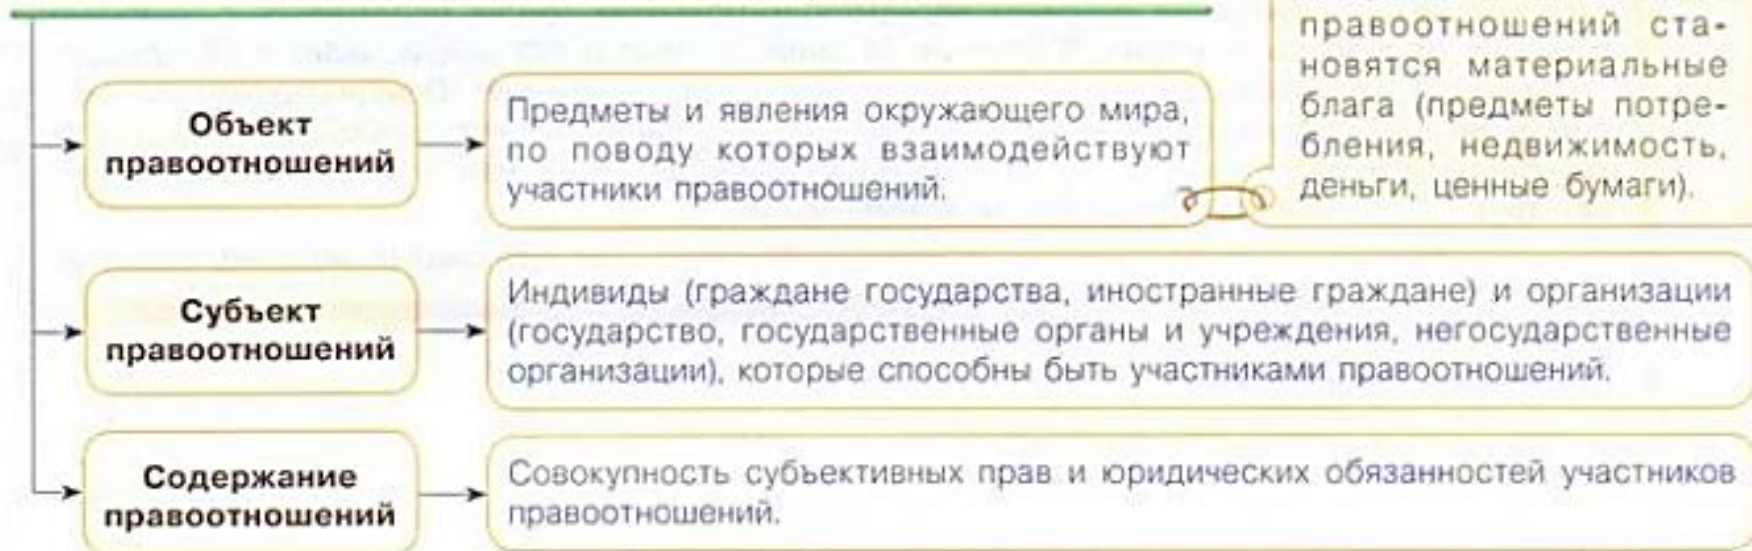 правоотношений ста-
новятся материальные
блага (предметы потре-
бления, недвижимость,
деньги, ценные бумаги).
Объект
правоотношений
Предметы и явления окружающего мира,
по поводу которых взаимодействуют
участники правоотношений.
Субъект
правоотношений
Индивиды (граждане государства, иностранные граждане) и организации
(государство, государственные органы и учреждения, негосударственные
организации), которые способны быть участниками правоотношений.
Содержание
правоотношений
Совокупность субъективных прав и юридических обязанностей участников
правоотношений.